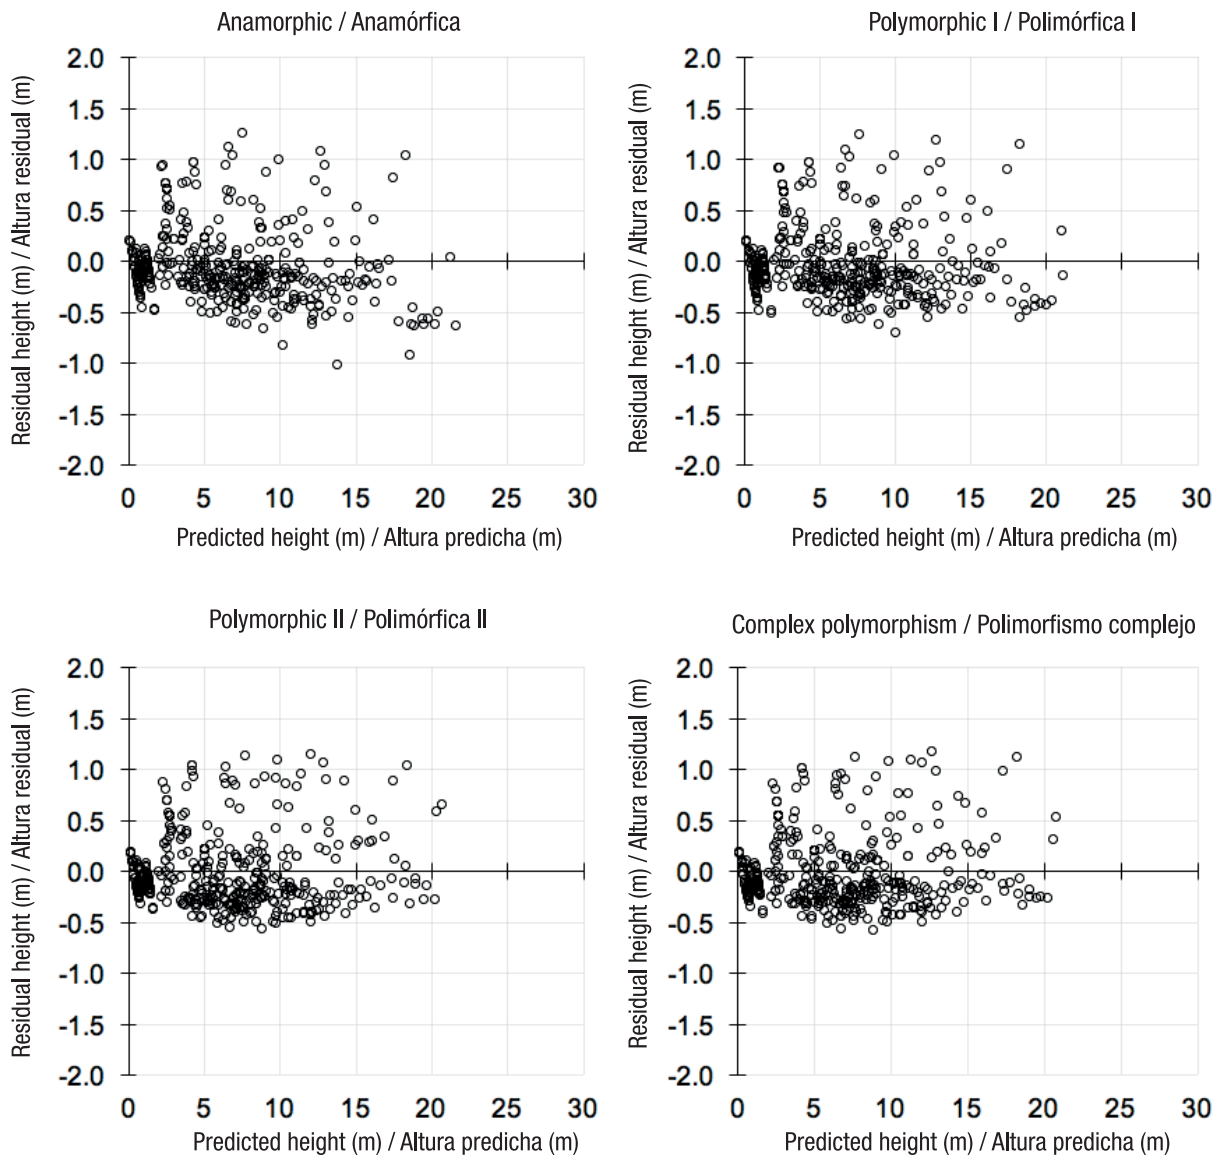 Anamorphic / Anamórfica
Residual height (m) / Altura residual (m)
2.0
1.5
1.0
0.5
0.0
-0.5
-1.0
-1.5
-2.0
0 5 10 15 20 25 30
Predicted height (m) / Altura predicha (m)
Polymorphic I / Polimórfica I
Residual height (m) / Altura residual (m)
2.0
1.5
1.0
0.5
0.0
-0.5
-1.0
-1.5
-2.0
0 5 10 15 20 25 30
Predicted height (m) / Altura predicha (m)
Polymorphic II / Polimórfica II
Residual height (m) / Altura residual (m)
2.0
1.5
1.0
0.5
0.0
-0.5
-1.0
-1.5
-2.0
0 5 10 15 20 25 30
Predicted height (m) / Altura predicha (m)
Complex polymorphism / Polimorfismo complejo
Residual height (m) / Altura residual (m)
2.0
1.5
1.0
0.5
0.0
-0.5
-1.0
-1.5
-2.0
0 5 10 15 20 25 30
Predicted height (m) / Altura predicha (m)